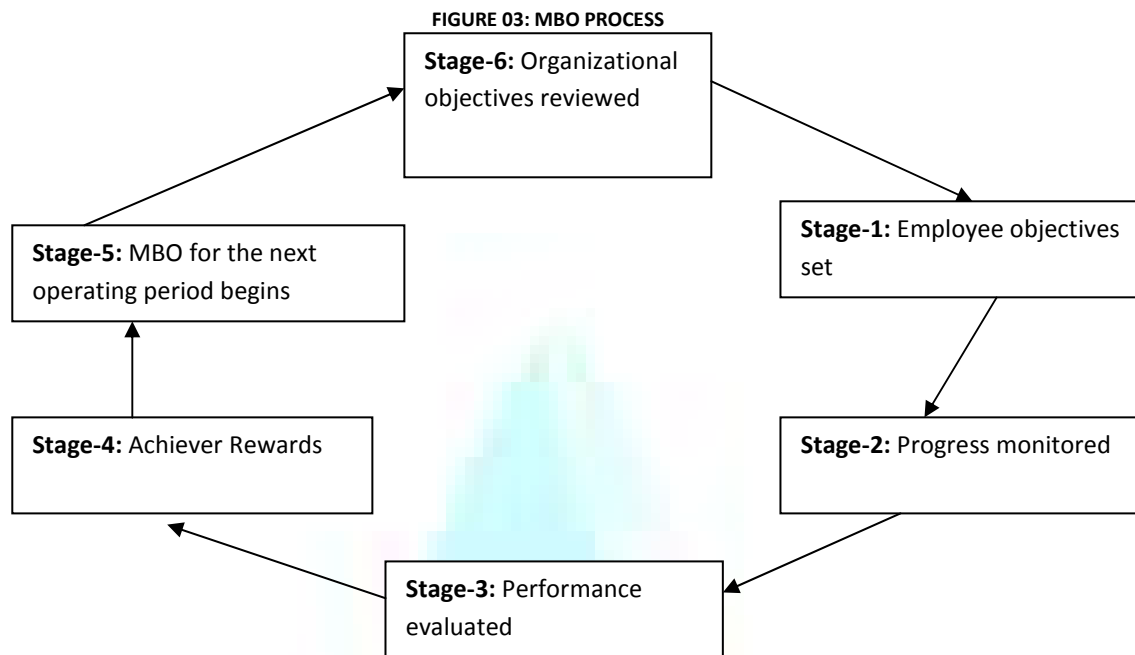 FIGURE 03: MBO PROCESS
Stage-6: Organizational
objectives reviewed
Stage-5: MBO for the next
operating period begins
Stage-1: Employee objectives
set
Stage-4: Achiever Rewards
Stage-2: Progress monitored
Stage-3: Performance
evaluated